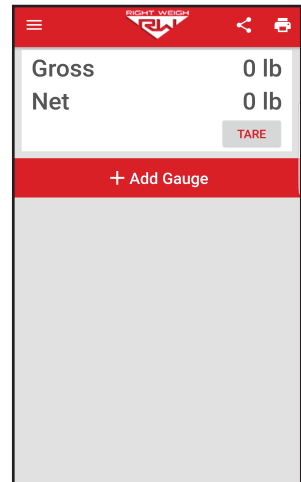 RIGHT WEIGH
RW
Gross 0 lb
Net 0 lb
TARE
+ Add Gauge